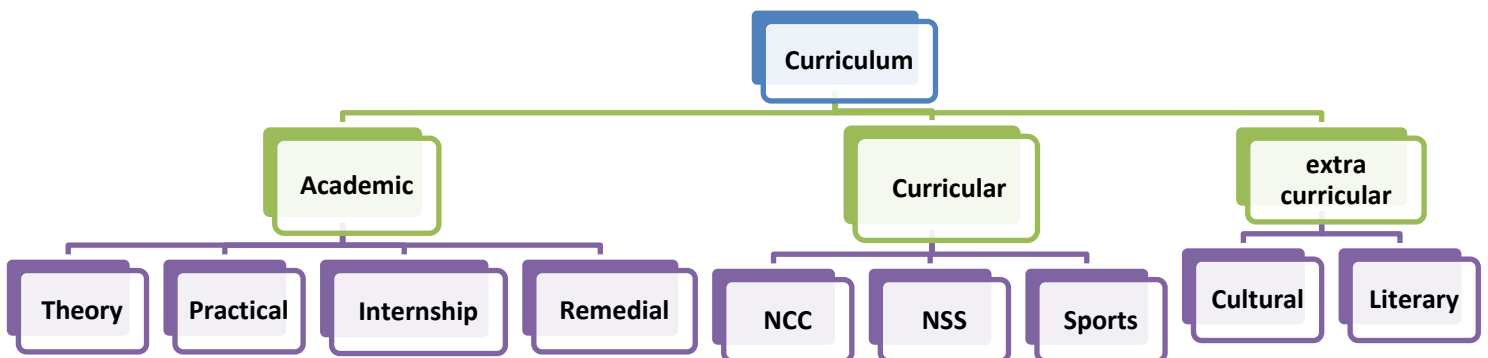 Curriculum
Academic
Curricular
extra
curricular
Theory
Practical
Internship
Remedial
NCC
NSS
Sports
Cultural
Literary